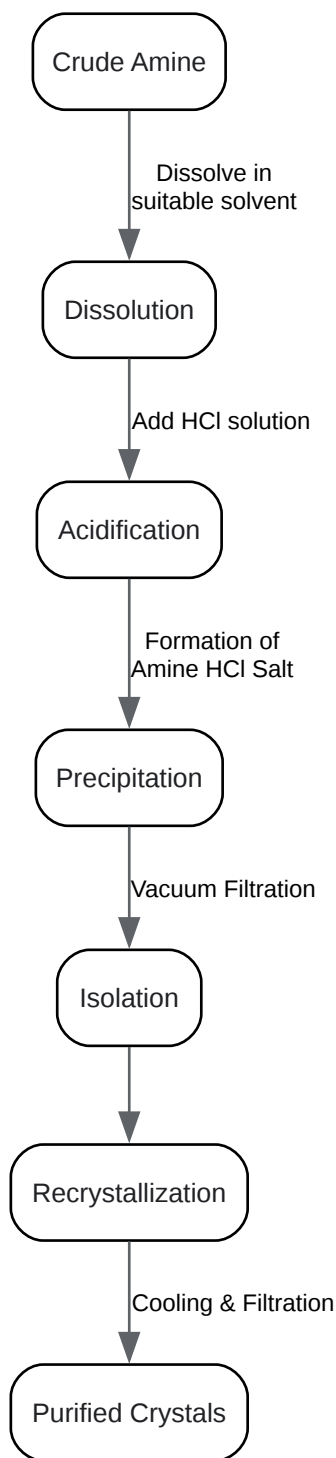 Crude Amine
Dissolve in
suitable solvent
Dissolution
Add HCl solution
Acidification
Formation of
Amine HCl Salt
Precipitation
Vacuum Filtration
Isolation
Recrystallization
Cooling & Filtration
Purified Crystals